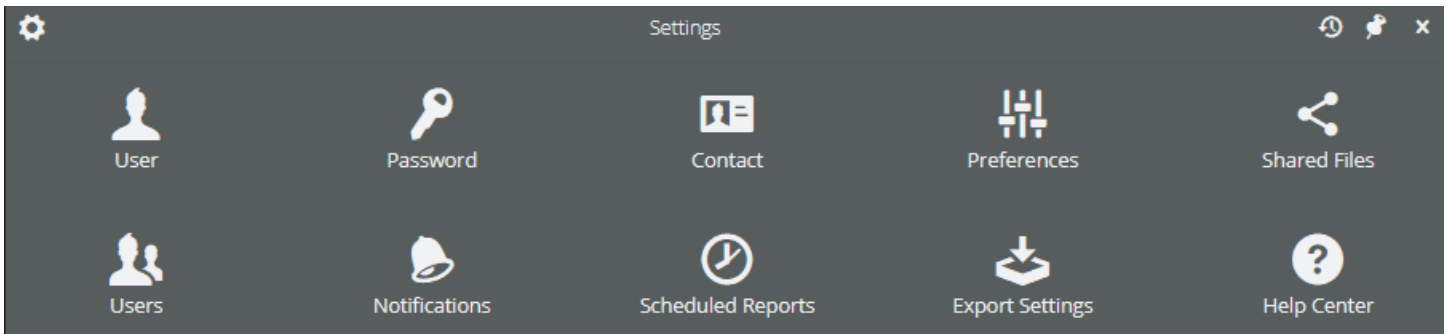 Settings
User
Password
Contact
Preferences
Shared Files
Users
Notifications
Scheduled Reports
Export Settings
Help Center